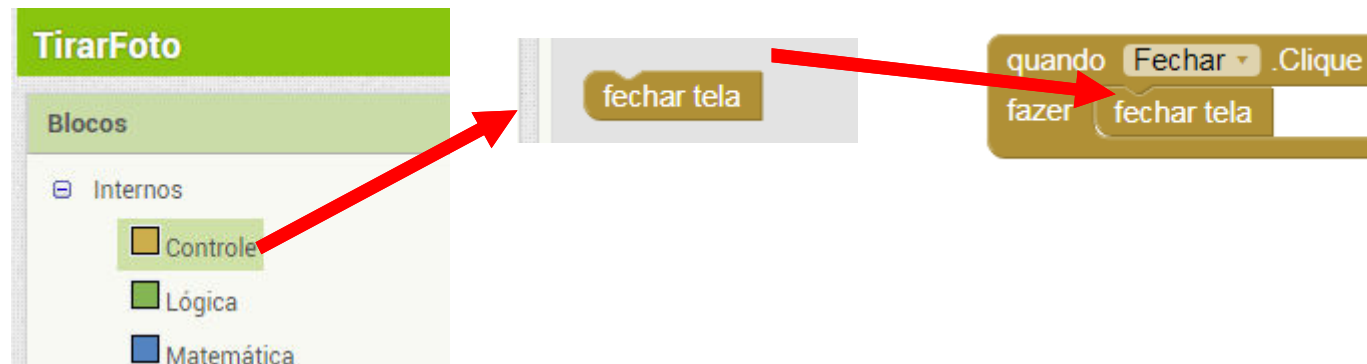 TirarFoto
Blocos
Internos
Controle
Lógica
Matemática
fechar tela
quando Fechar .Clique
fazer fechar tela